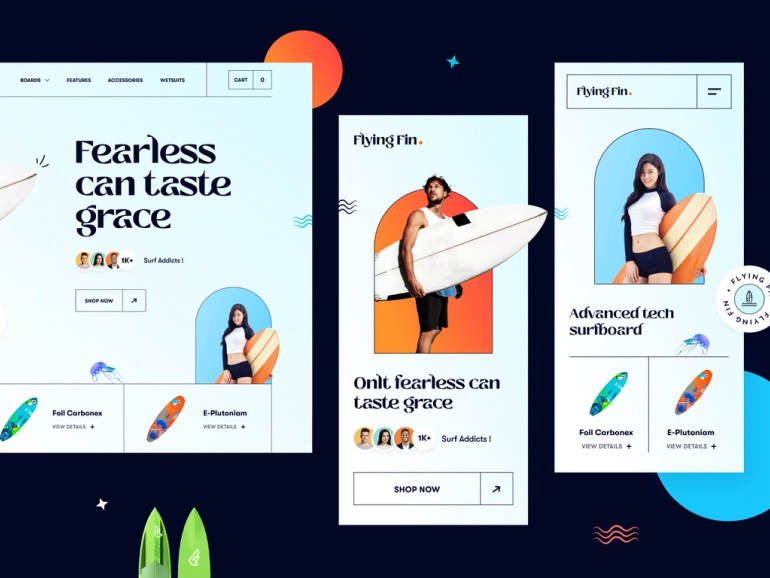 BOARDS
FEATURES
ACCESSORIES
WETSUITS
CART 0
Fearless
can taste
grace
1K+ Surf Addicts !
SHOP NOW
Foil Carbonex
VIEW DETAILS +
E-Plutoniam
VIEW DETAILS +
Flying Fin.
Onlt fearless can
taste grace
1K+ Surf Addicts !
SHOP NOW
Flying Fin.
Advanced tech
surfboard
Foil Carbonex
VIEW DETAILS +
E-Plutoniam
VIEW DETAILS +
FLYING FIN • FLYING FIN